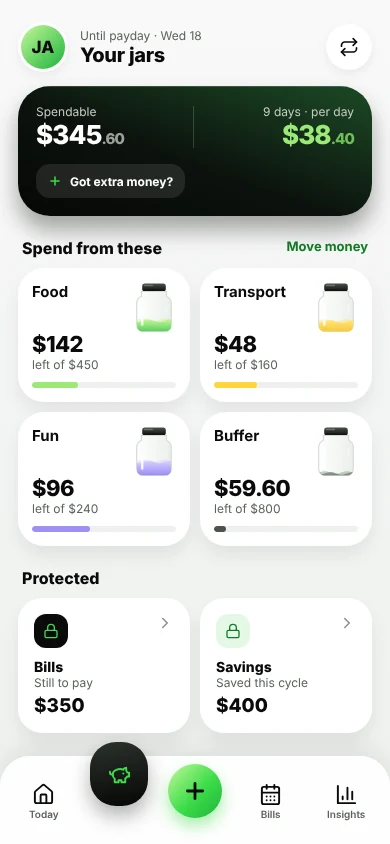 JA
Until payday · Wed 18
Your jars
Spendable
$345.60
9 days · per day
$38.40
Got extra money?
Spend from these
Move money
Food
$142
left of $450
Transport
$48
left of $160
Fun
$96
left of $240
Buffer
$59.60
left of $800
Protected
Bills
Still to pay
$350
Savings
Saved this cycle
$400
Today
Bills
Insights